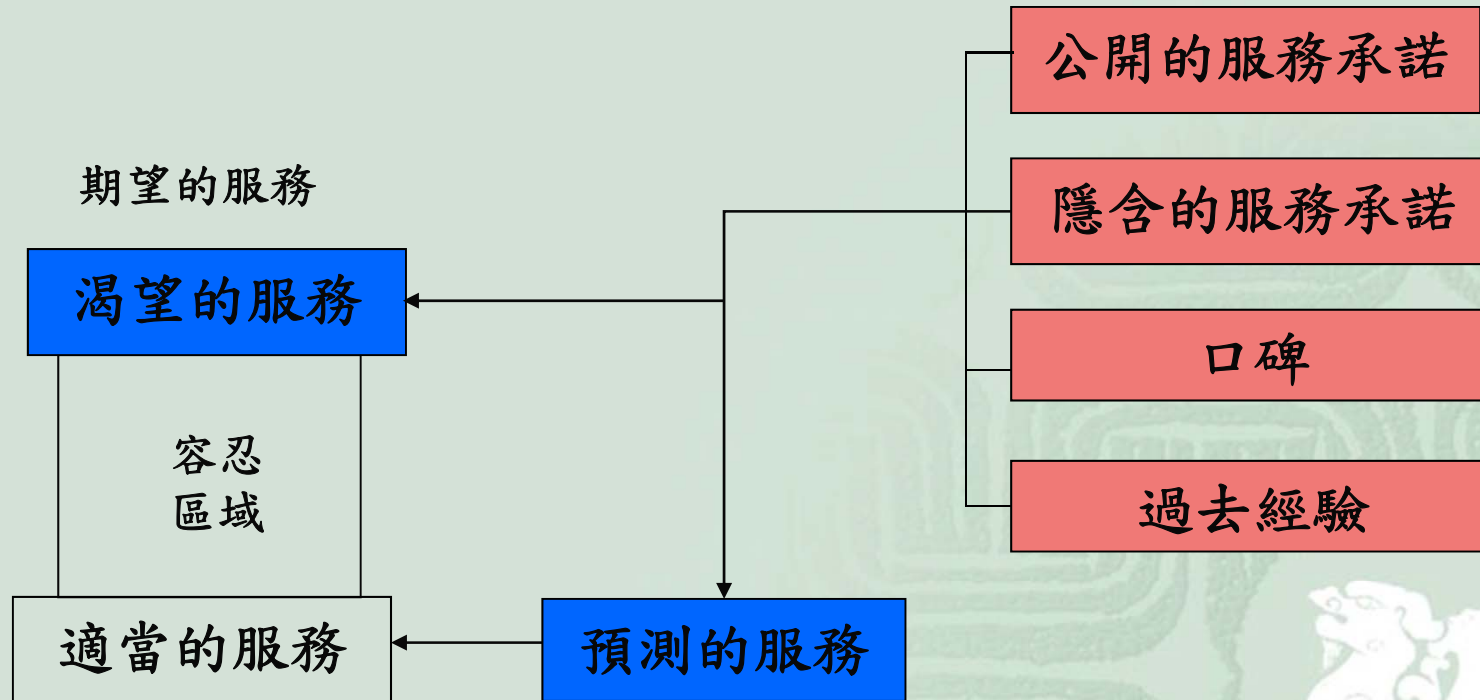 公開的服務承諾
期望的服務
隱含的服務承諾
渴望的服務
口碑
容忍
區域
過去經驗
適當的服務
預測的服務